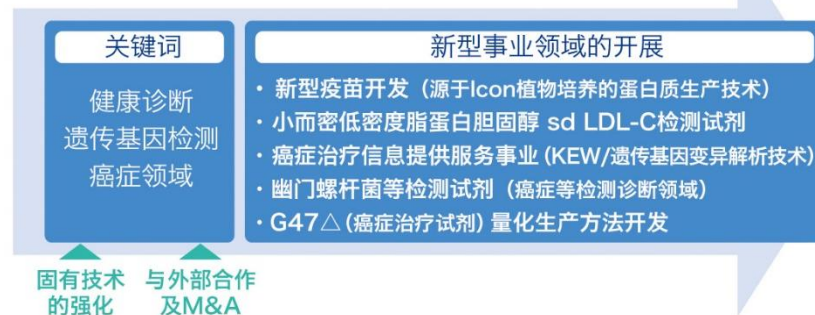 关键词
健康诊断
遗传基因检测
癌症领域
新型事业领域的开展
· 新型疫苗开发（源于Icon植物培养的蛋白质生产技术）
· 小而密低密度脂蛋白胆固醇 sd LDL-C检测试剂
· 癌症治疗信息提供服务事业 (KEW/遗传基因变异解析技术)
· 幽门螺杆菌等检测试剂（癌症等检测诊断领域）
· G47△ (癌症治疗试剂) 量化生产方法开发
固有技术
的强化
与外部合作
及M&A